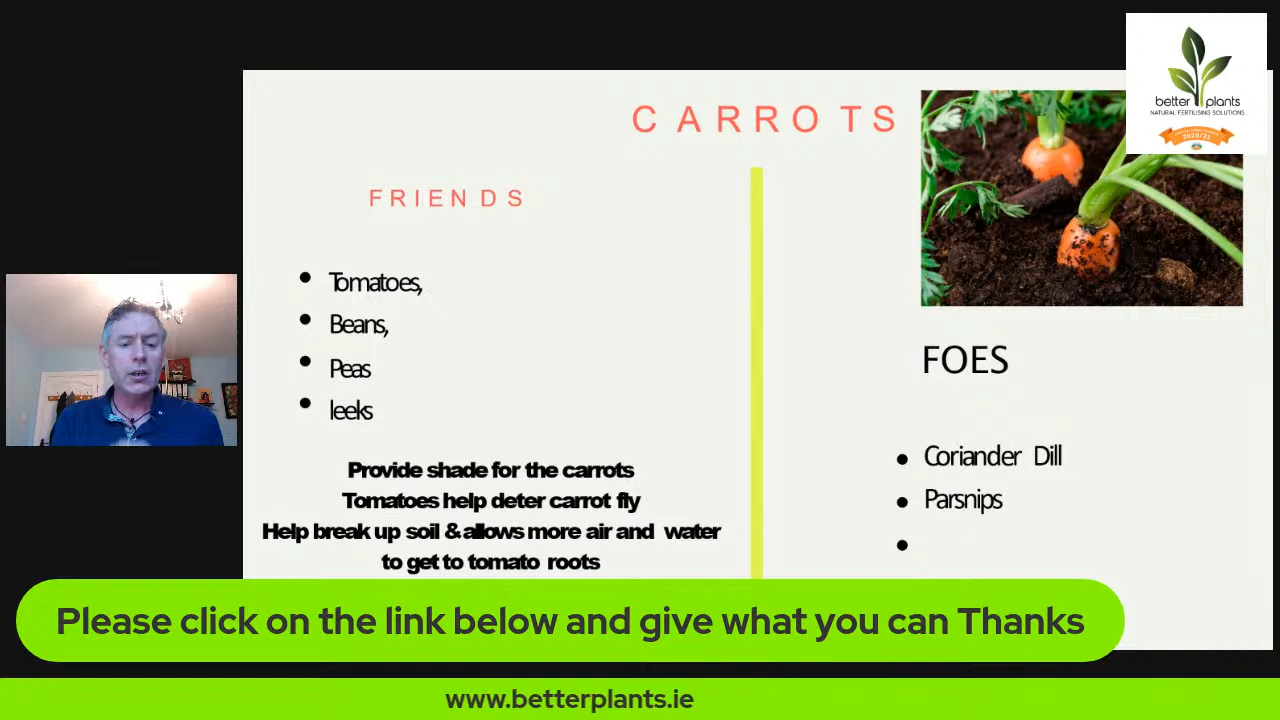 better plants
NATURAL FERTILISING SOLUTIONS
2020/21
CARROTS
FRIENDS
• Tomatoes,
• Beans,
• Peas
• leeks
Provide shade for the carrots
Tomatoes help deter carrot fly
Help break up soil & allows more air and water
to get to tomato roots
FOES
• Coriander Dill
• Parsnips
•
Please click on the link below and give what you can Thanks
www.betterplants.ie